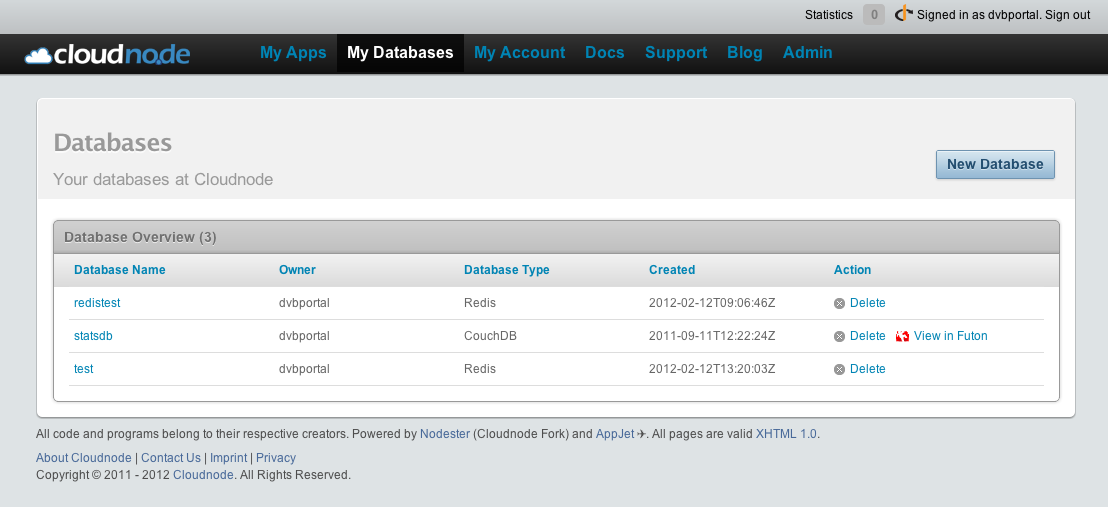 Statistics 0 Signed in as dvbportal. Sign out
cloudnode My Apps My Databases My Account Docs Support Blog Admin
Databases
Your databases at Cloudnode
New Database
Database Overview (3)
Database Name Owner Database Type Created Action
redistest dvbportal Redis 2012-02-12T09:06:46Z Delete
statsdb dvbportal CouchDB 2011-09-11T12:22:24Z Delete View in Futon
test dvbportal Redis 2012-02-12T13:20:03Z Delete
All code and programs belong to their respective creators. Powered by Nodester (Cloudnode Fork) and AppJet ✈. All pages are valid XHTML 1.0.
About Cloudnode | Contact Us | Imprint | Privacy
Copyright © 2011 - 2012 Cloudnode. All Rights Reserved.